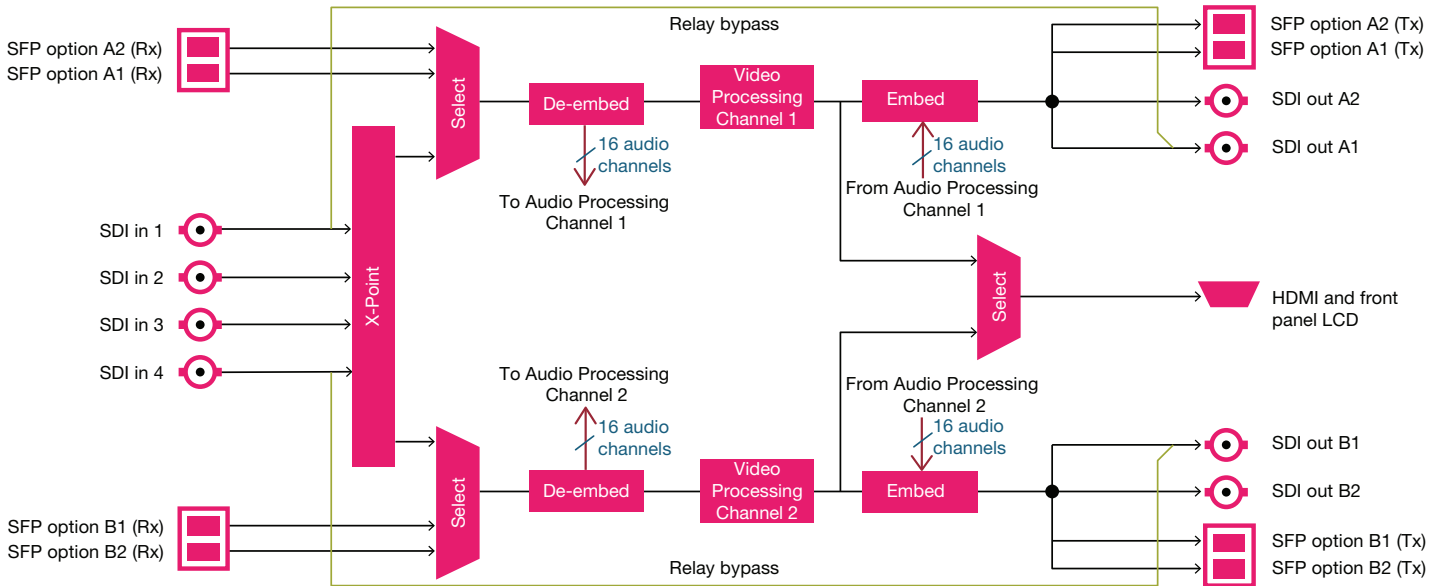 Relay bypass
SFP option A2 (Rx)
SFP option A1 (Rx)
Select
De-embed
Video
Processing
Channel 1
Embed
SFP option A2 (Tx)
SFP option A1 (Tx)
SDI out A2
SDI out A1
16 audio
channels
To Audio Processing
Channel 1
16 audio
channels
From Audio Processing
Channel 1
SDI in 1
SDI in 2
SDI in 3
SDI in 4
X-Point
Select
HDMI and front
panel LCD
To Audio Processing
Channel 2
16 audio
channels
From Audio Processing
Channel 2
16 audio
channels
Select
De-embed
Video
Processing
Channel 2
Embed
SDI out B1
SDI out B2
SFP option B1 (Rx)
SFP option B2 (Rx)
SFP option B1 (Tx)
SFP option B2 (Tx)
Relay bypass